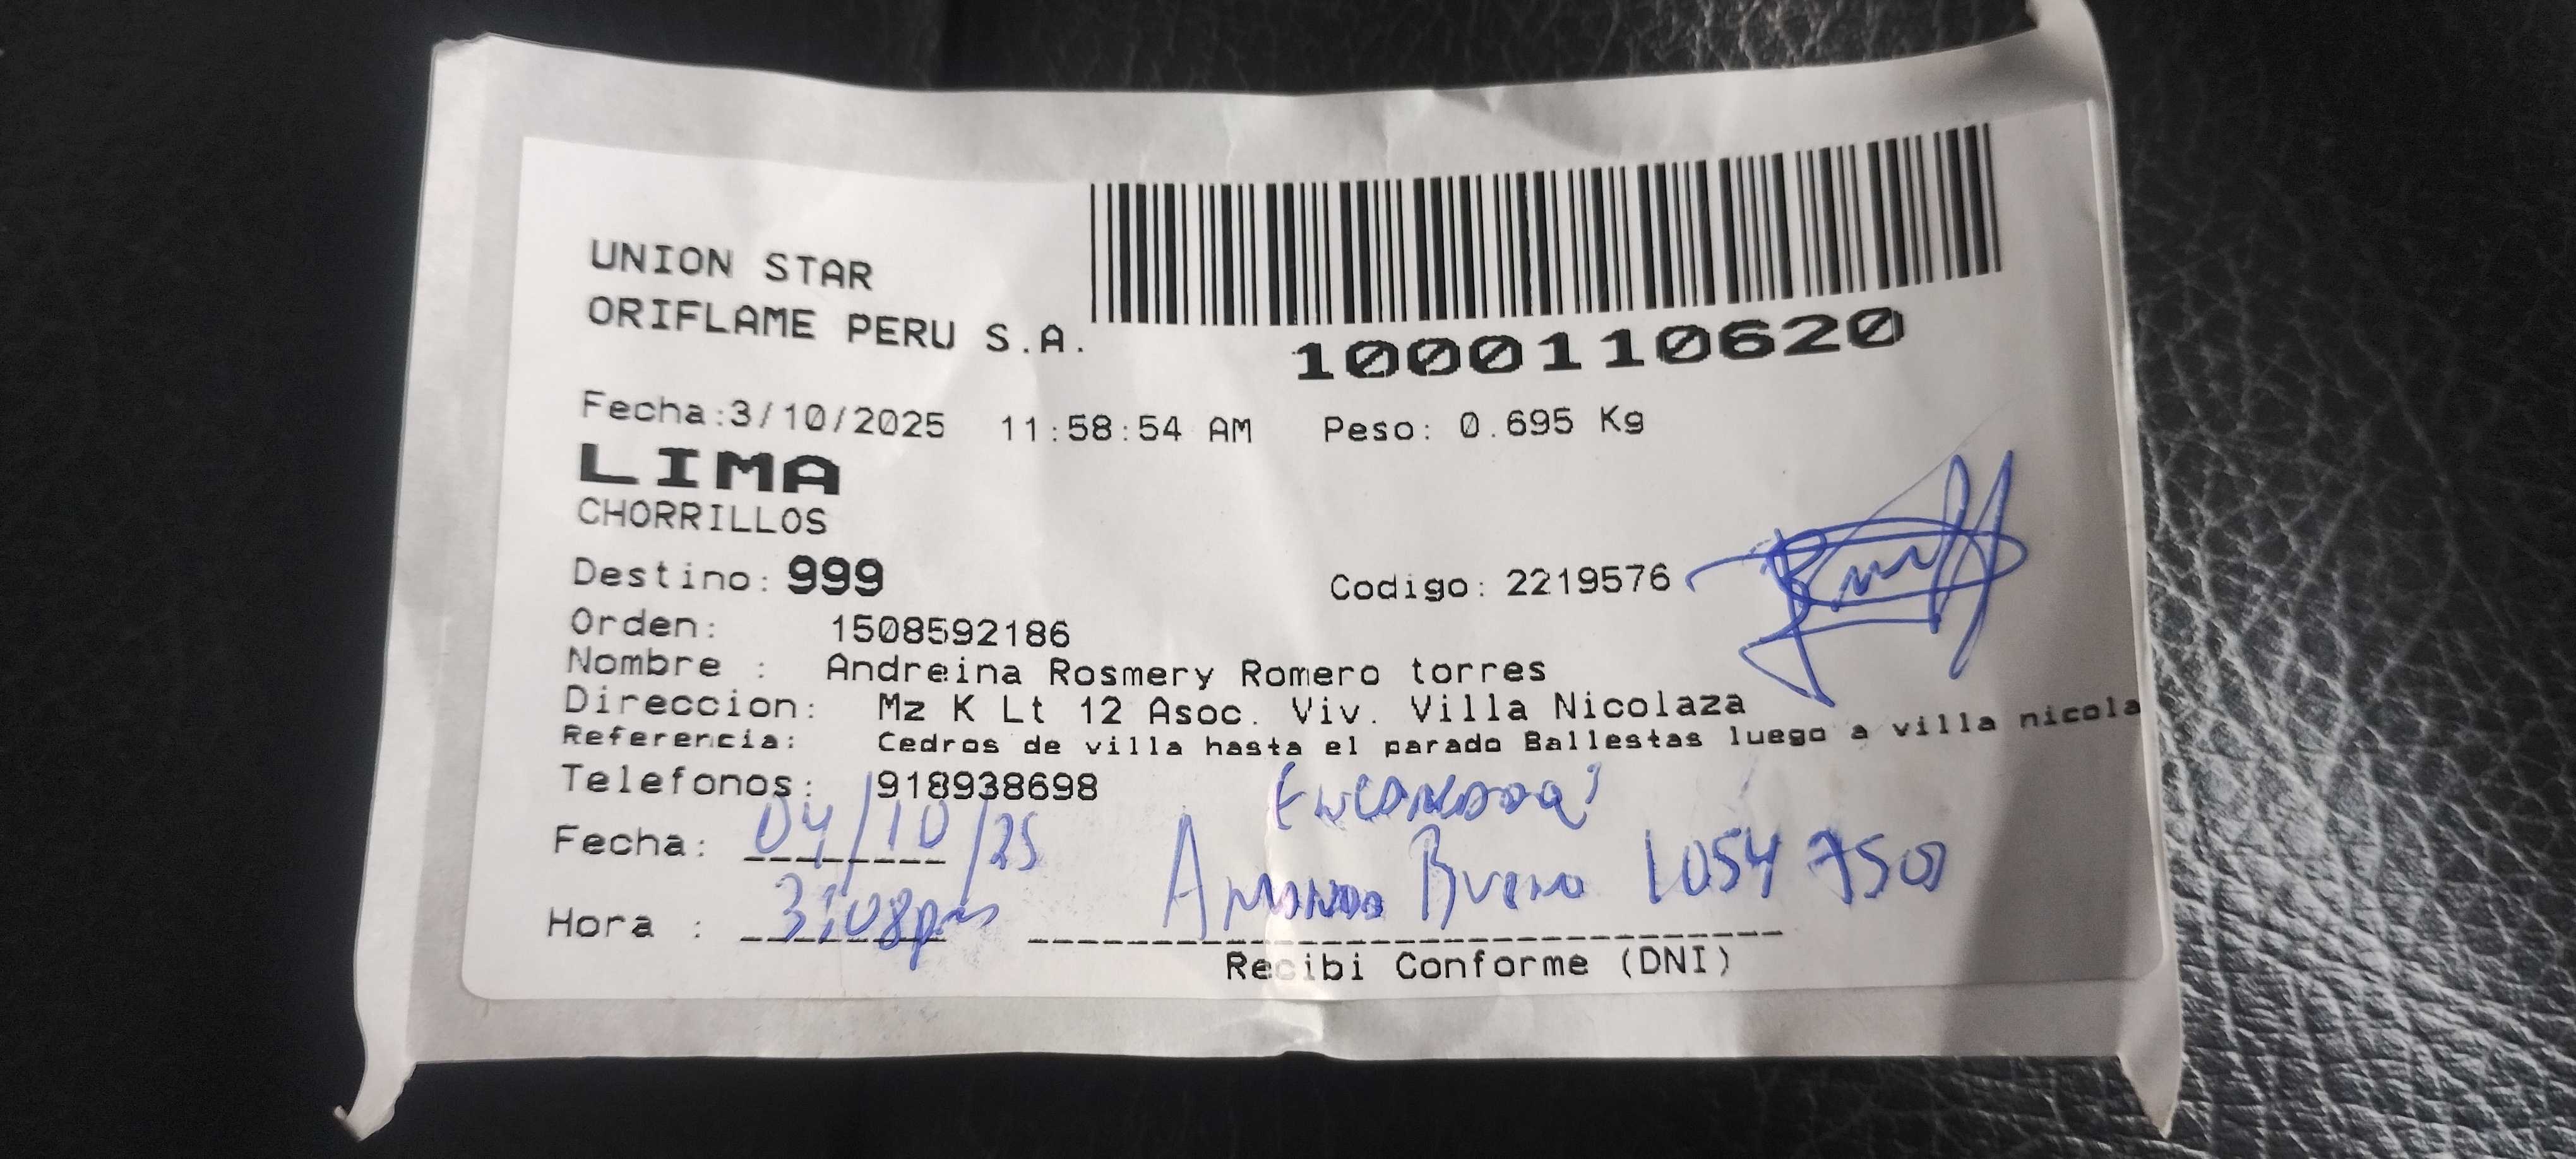 UNION STAR
ORIFLAME PERU S.A.
1000110620
Fecha:3/10/2025 11:58:54 AM Peso: 0.695 Kg
LIMA
CHORRILLOS
Destino: 999 Codigo: 2219576
Orden: 1508592186
Nombre : Andreina Rosmery Romero torres
Direccion: Mz K Lt 12 Asoc. Viv. Villa Nicolaza
Referencia: Cedros de villa hasta el parado Ballestas luego a villa nicola
Telefonos: 918938698
Fecha: 04/10/25
Hora : 3:08pm
Recibi Conforme (DNI)